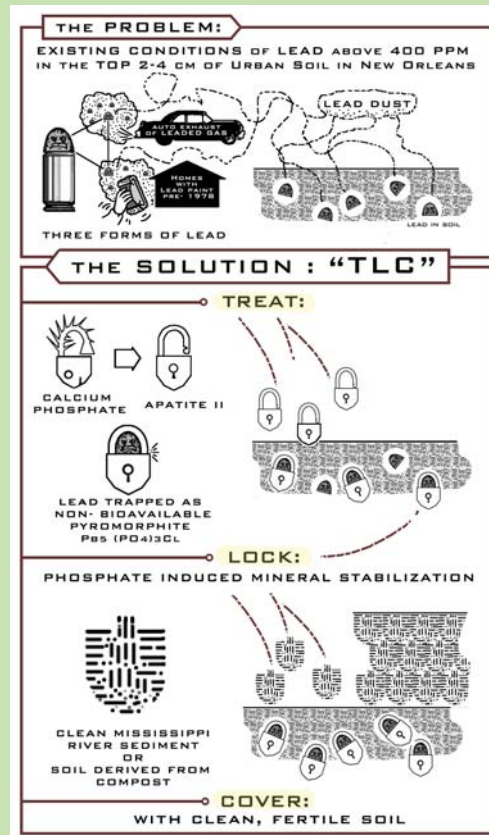 THE PROBLEM:
EXISTING CONDITIONS OF LEAD ABOVE 400 PPM
IN THE TOP 2-4 CM OF URBAN SOIL IN NEW ORLEANS
AUTO EXHAUST
OF LEADED GAS
LEAD DUST
HOMES
WITH
LEAD PAINT
PRE- 1978
THREE FORMS OF LEAD
LEAD IN SOIL
THE SOLUTION : "TLC"
TREAT:
CALCIUM
PHOSPHATE
APATITE II
LEAD TRAPPED AS
NON- BIOAVAILABLE
PYROMORPHITE
PB5 (PO4)3CL
LOCK:
PHOSPHATE INDUCED MINERAL STABILIZATION
CLEAN MISSISSIPPI
RIVER SEDIMENT
OR
SOIL DERIVED FROM
COMPOST
COVER:
WITH CLEAN, FERTILE SOIL